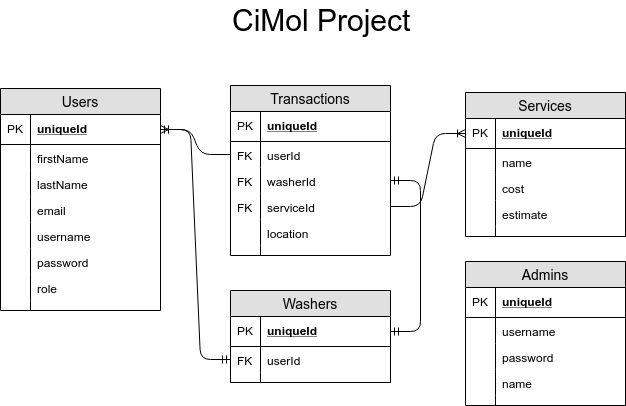 CiMol Project
Users
PK uniqueId
firstName
lastName
email
username
password
role
Transactions
PK uniqueId
FK userId
FK washerId
FK serviceId
location
Services
PK uniqueId
name
cost
estimate
Washers
PK uniqueId
FK userId
Admins
PK uniqueId
username
password
name